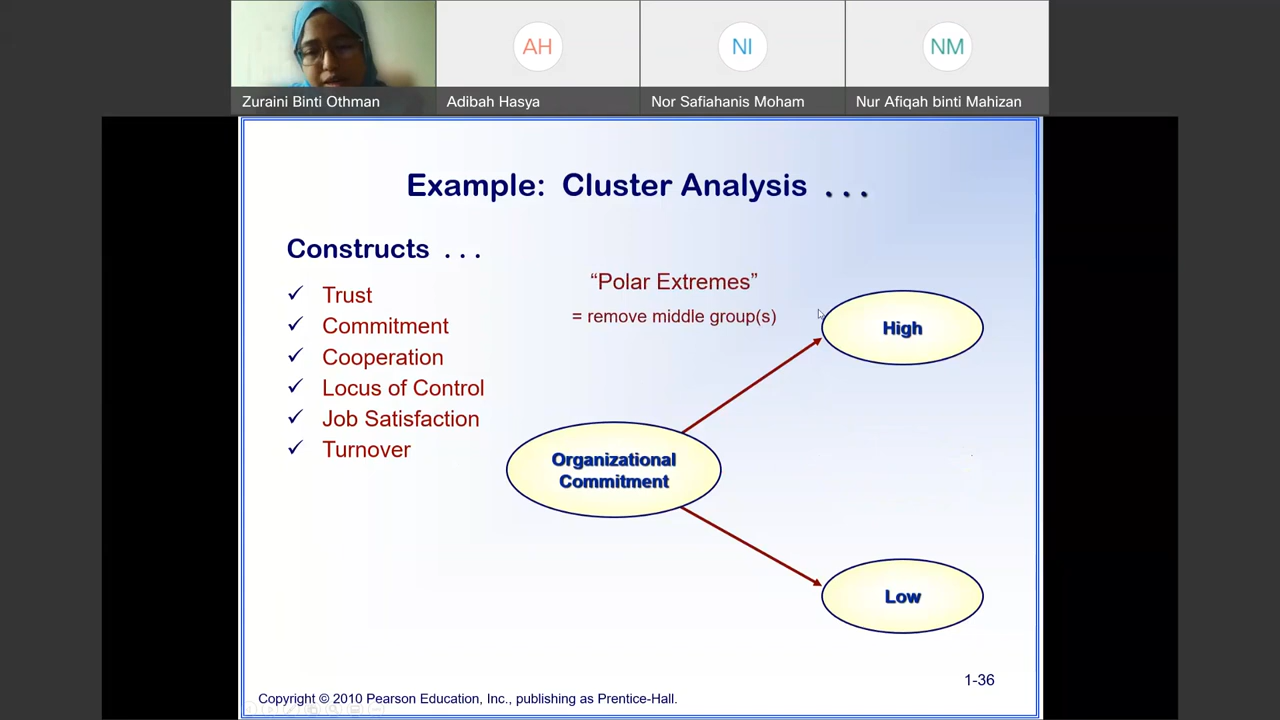 AH
NI
NM
Zuraini Binti Othman
Adibah Hasya
Nor Safiahanis Moham
Nur Afiqah binti Mahizan
Example: Cluster Analysis . . .
Constructs . . .
✓ Trust
✓ Commitment
✓ Cooperation
✓ Locus of Control
✓ Job Satisfaction
✓ Turnover
“Polar Extremes”
= remove middle group(s)
High
Organizational
Commitment
Low
1-36
Copyright © 2010 Pearson Education, Inc., publishing as Prentice-Hall.